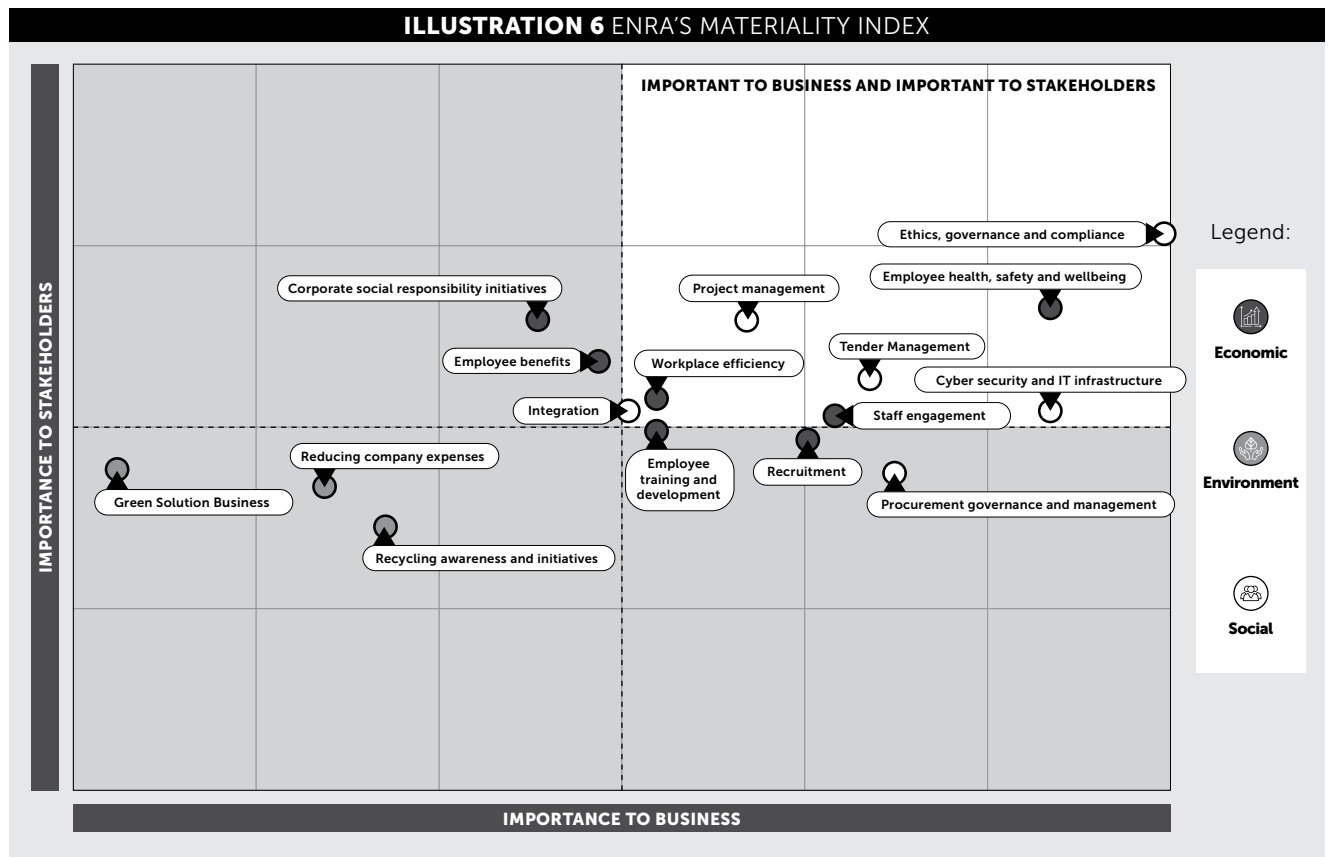 ILLUSTRATION 6 ENRA'S MATERIALITY INDEX
IMPORTANT TO BUSINESS AND IMPORTANT TO STAKEHOLDERS
Ethics, governance and compliance
Employee health, safety and wellbeing
Corporate social responsibility initiatives
Project management
Tender Management
Employee benefits
Workplace efficiency
Cyber security and IT infrastructure
Integration
Staff engagement
Reducing company expenses
Employee
training and
development
Recruitment
Green Solution Business
Procurement governance and management
Recycling awareness and initiatives
IMPORTANCE TO STAKEHOLDERS
IMPORTANCE TO BUSINESS
Legend:
Economic
Environment
Social